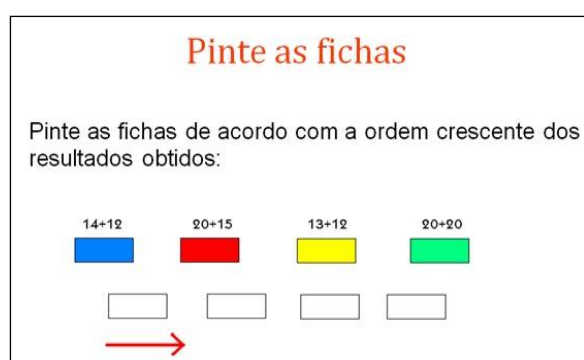 Pinte as fichas
Pinte as fichas de acordo com a ordem crescente dos
resultados obtidos:
14+12 20+15 13+12 20+20